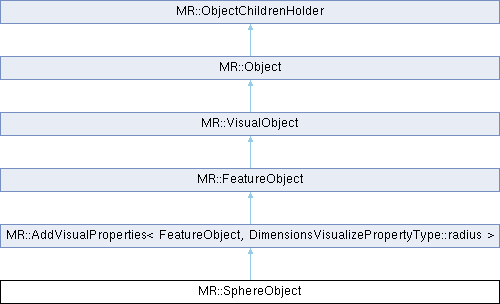 MR::ObjectChildrenHolder
MR::Object
MR::VisualObject
MR::FeatureObject
MR::AddVisualProperties< FeatureObject, DimensionsVisualizePropertyType::radius >
MR::SphereObject